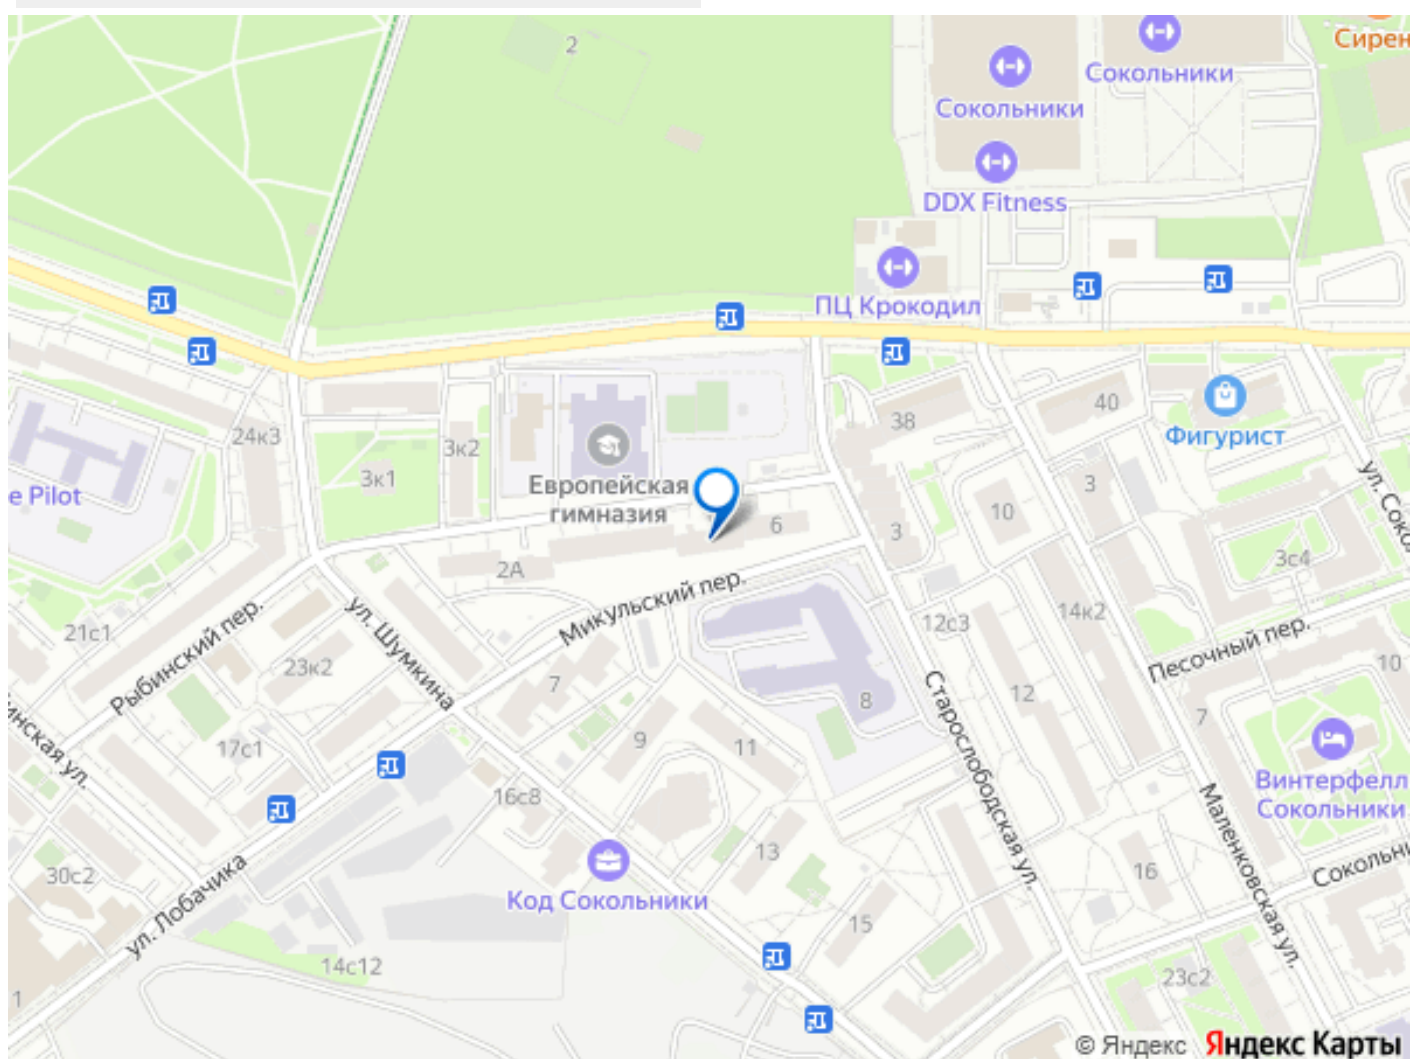 2
Сирен
Сокольники
Сокольники
DDX Fitness
ПЦ Крокодил
24к3
3к2
3к1
38
40
Фигурист
e Pilot
Европейская
гимназия
6
3
10
3
ул. Соко
2А
Микульский пер.
3с4
21с1
Рыбинский пер.
ул. Шумкина
23к2
12с3
14к2
Песочный пер.
10
инская ул.
7
8
12
7
17с1
9
11
Старослободская ул.
Винтерфелл
Сокольники
16с8
Маленковская ул.
30с2
ул. Лобачика
13
16
Сокольни
Код Сокольники
15
14с12
23с2
1
© Яндекс Яндекс Карты